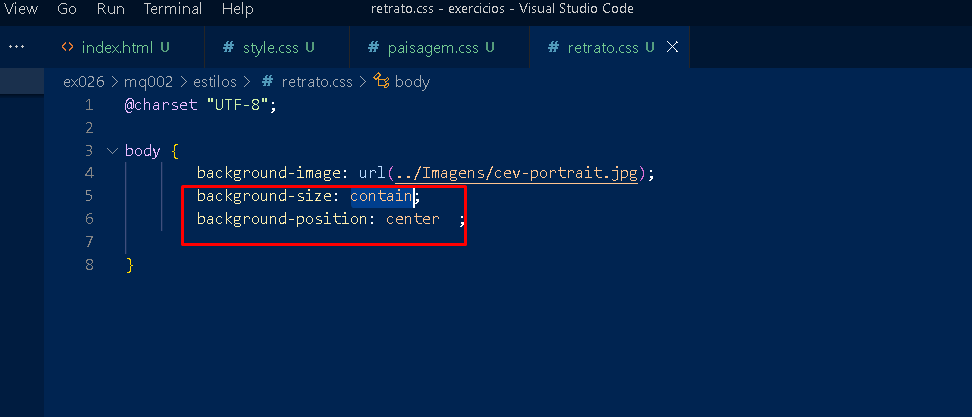 View Go Run Terminal Help retrato.css - exercicios - Visual Studio Code
··· <> index.html U # style.css U # paisagem.css U # retrato.css U ×
ex026 > mq002 > estilos > # retrato.css > body
1 @charset "UTF-8";
2
3 body {
4 background-image: url(../Imagens/cev-portrait.jpg);
5 background-size: contain;
6 background-position: center  ;
7
8 }